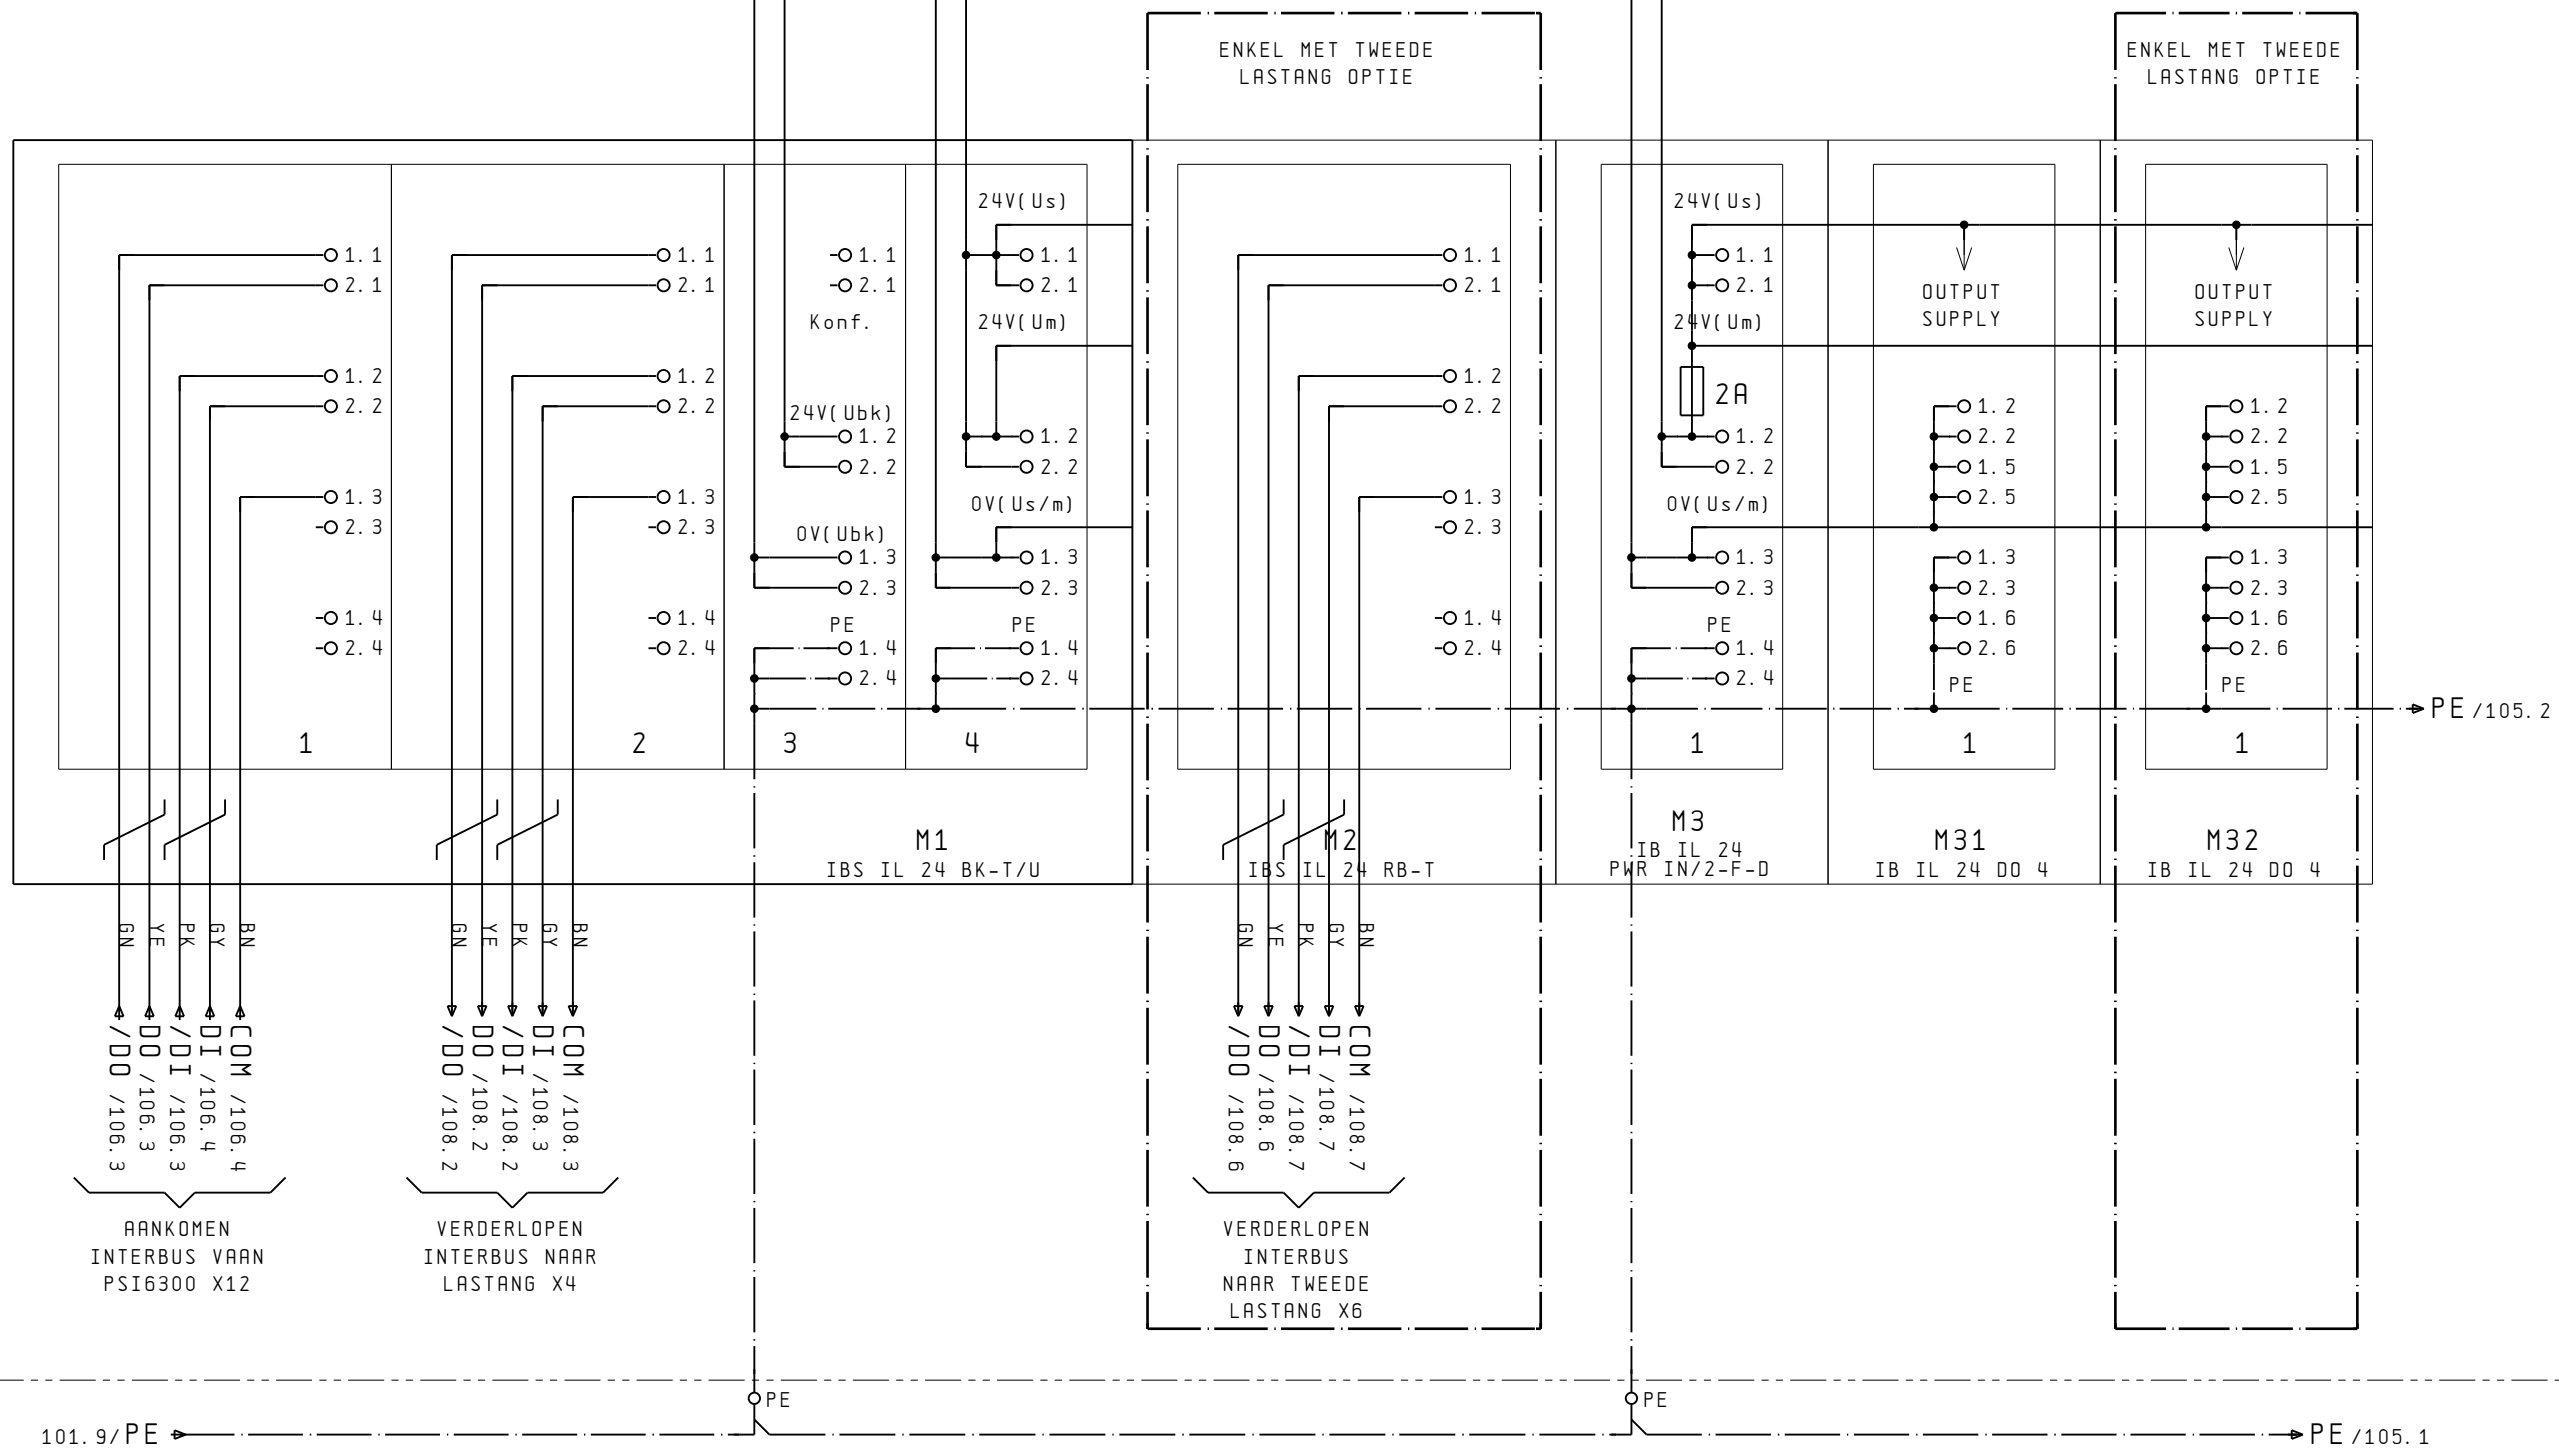 ENKEL MET TWEEDE
LASTANG OPTIE
ENKEL MET TWEEDE
LASTANG OPTIE
1.1
2.1
1.2
2.2
1.3
2.3
1.4
2.4
1
1.1
2.1
1.2
2.2
1.3
2.3
1.4
2.4
2
1.1
2.1
Konf.
24V(Ubk)
1.2
2.2
0V(Ubk)
1.3
2.3
PE
1.4
2.4
3
24V(Us)
1.1
2.1
24V(Um)
1.2
2.2
0V(Us/m)
1.3
2.3
PE
1.4
2.4
4
M1
IBS IL 24 BK-T/U
1.1
2.1
1.2
2.2
1.3
2.3
1.4
2.4
M2
IBS IL 24 RB-T
24V(Us)
1.1
2.1
24V(Um)
2A
1.2
2.2
0V(Us/m)
1.3
2.3
PE
1.4
2.4
1
M3
IB IL 24
PWR IN/2-F-D
OUTPUT
SUPPLY
1.2
2.2
1.5
2.5
1.3
2.3
1.6
2.6
PE
1
M31
IB IL 24 DO 4
OUTPUT
SUPPLY
1.2
2.2
1.5
2.5
1.3
2.3
1.6
2.6
PE
1
M32
IB IL 24 DO 4
PE /105.2
GN
YE
PK
GY
BN
/DO /106.3
DO /106.3
/DI /106.3
DI /106.4
COM /106.4
AANKOMEN
INTERBUS VAAN
PSI6300 X12
GN
YE
PK
GY
BN
/DO /108.2
DO /108.2
/DI /108.2
DI /108.3
COM /108.3
VERDERLOPEN
INTERBUS NAAR
LASTANG X4
GN
YE
PK
GY
BN
/DO /108.6
DO /108.6
/DI /108.7
DI /108.7
COM /108.7
VERDERLOPEN
INTERBUS
NAAR TWEEDE
LASTANG X6
PE
PE
101.9/PE
PE /105.1